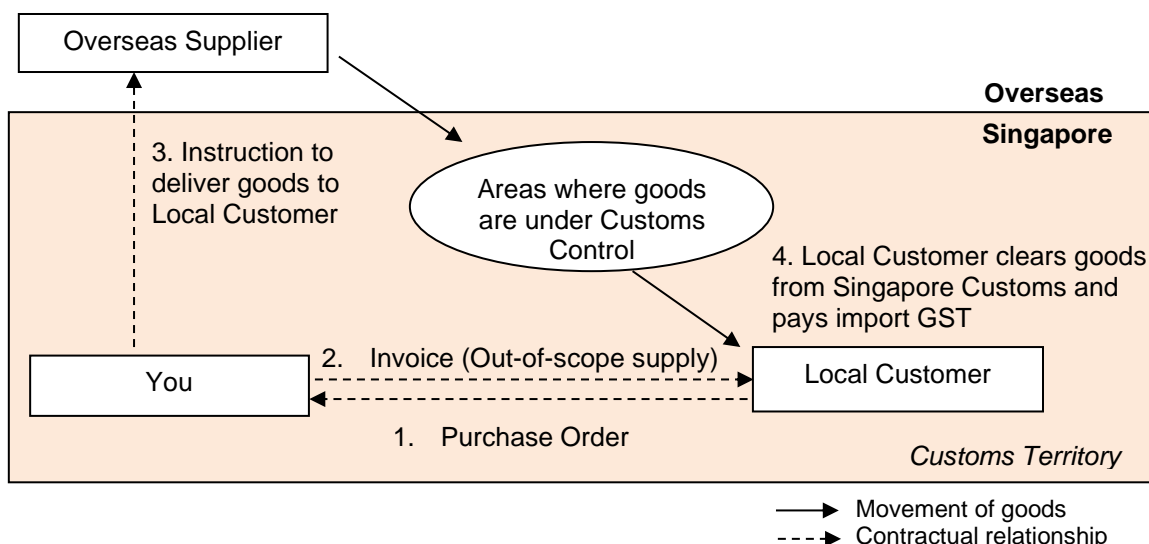 Overseas Supplier
Overseas
Singapore
3. Instruction to
deliver goods to
Local Customer
Areas where goods
are under Customs
Control
4. Local Customer clears goods
from Singapore Customs and
pays import GST
2. Invoice (Out-of-scope supply)
You
Local Customer
1. Purchase Order
Customs Territory
Movement of goods
Contractual relationship